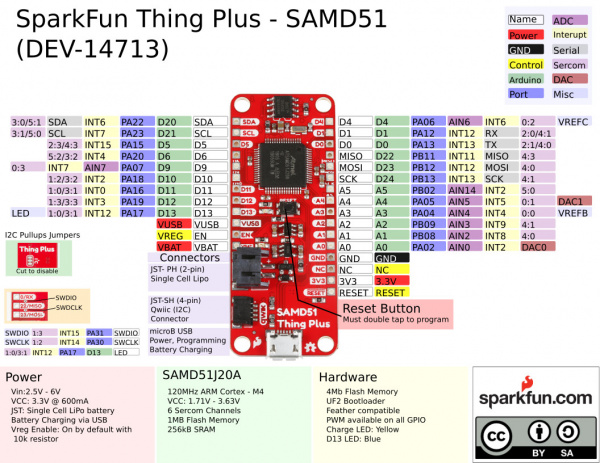 SparkFun Thing Plus - SAMD51
(DEV-14713)
Name ADC
Power Interupt
GND Serial
Control Sercom
Arduino DAC
Port Misc
3:0/5:1 SDA INT6 PA22 D20 SDA
3:1/5:0 SCL INT7 PA23 D21 SCL
2:3/4:3 INT15 PA15 D5 D5
5:2/3:2 INT4 PA20 D6 D6
0:3 INT7 AIN7 PA07 D9 D9
1:2/3:2 INT2 PA18 D10 D10
1:0/3:1 INT0 PA16 D11 D11
1:3/3:3 INT3 PA19 D12 D12
LED 1:0/3:1 INT12 PA17 D13 D13
VUSB VUSB
VREG EN
VBAT VBAT
D4 D4 PA06 AIN6 INT6 0:2 VREFC
D1 D1 PA12 INT12 RX 2:0/4:1
D0 D0 PA13 INT13 TX 2:1/4:0
MISO D22 PB11 INT11 MISO 4:3
MOSI D23 PB12 INT12 MOSI 4:0
SCK D24 PB13 INT13 SCK 4:1
A5 A5 PB02 AIN14 INT2 5:0
A4 A4 PA05 AIN5 INT5 0:1 DAC1
A3 A3 PA04 AIN4 INT4 0:0 VREFB
A2 A2 PB09 AIN3 INT9 4:1
A1 A1 PB08 AIN2 INT8 4:0
A0 A0 PA02 AIN0 INT2 DAC0
GND GND
NC NC
3V3 3.3V
RESET RESET
SDA
SCL
D5
D6
D9
D10
D11
D12
D13
VUSB
D4
D1
D0
A4
A3
A2
A1
A0
GND
NC
3V3
RESET
RESET
SAMD51
Thing Plus
I2C Pullups Jumpers
Thing Plus
Cut to disable
0/RX
2/MISO
3/MOSI
SWDIO
SWDCLK
SWDIO 1:3 INT15 PA31 SWDIO
SWDCLK 1:2 INT14 PA30 SWDCLK
1:0/3:1 INT12 PA17 D13 LED
Connectors
JST- PH (2-pin)
Single Cell Lipo
JST-SH (4-pin)
Qwiic (I2C)
Connector
microB USB
Power, Programming
Battery Charging
Reset Button
Must double tap to program
Power
Vin:2.5V - 6V
VCC: 3.3V @ 600mA
JST: Single Cell LiPo battery
Battery Charging via USB
Vreg Enable: On by default with
10k resistor
SAMD51J20A
120MHz ARM Cortex - M4
VCC: 1.71V - 3.63V
6 Sercom Channels
1MB Flash Memory
256kB SRAM
Hardware
4Mb Flash Memory
UF2 Bootloader
Feather compatible
PWM available on all GPIO
Charge LED: Yellow
D13 LED: Blue
sparkfun.com
cc
BY SA